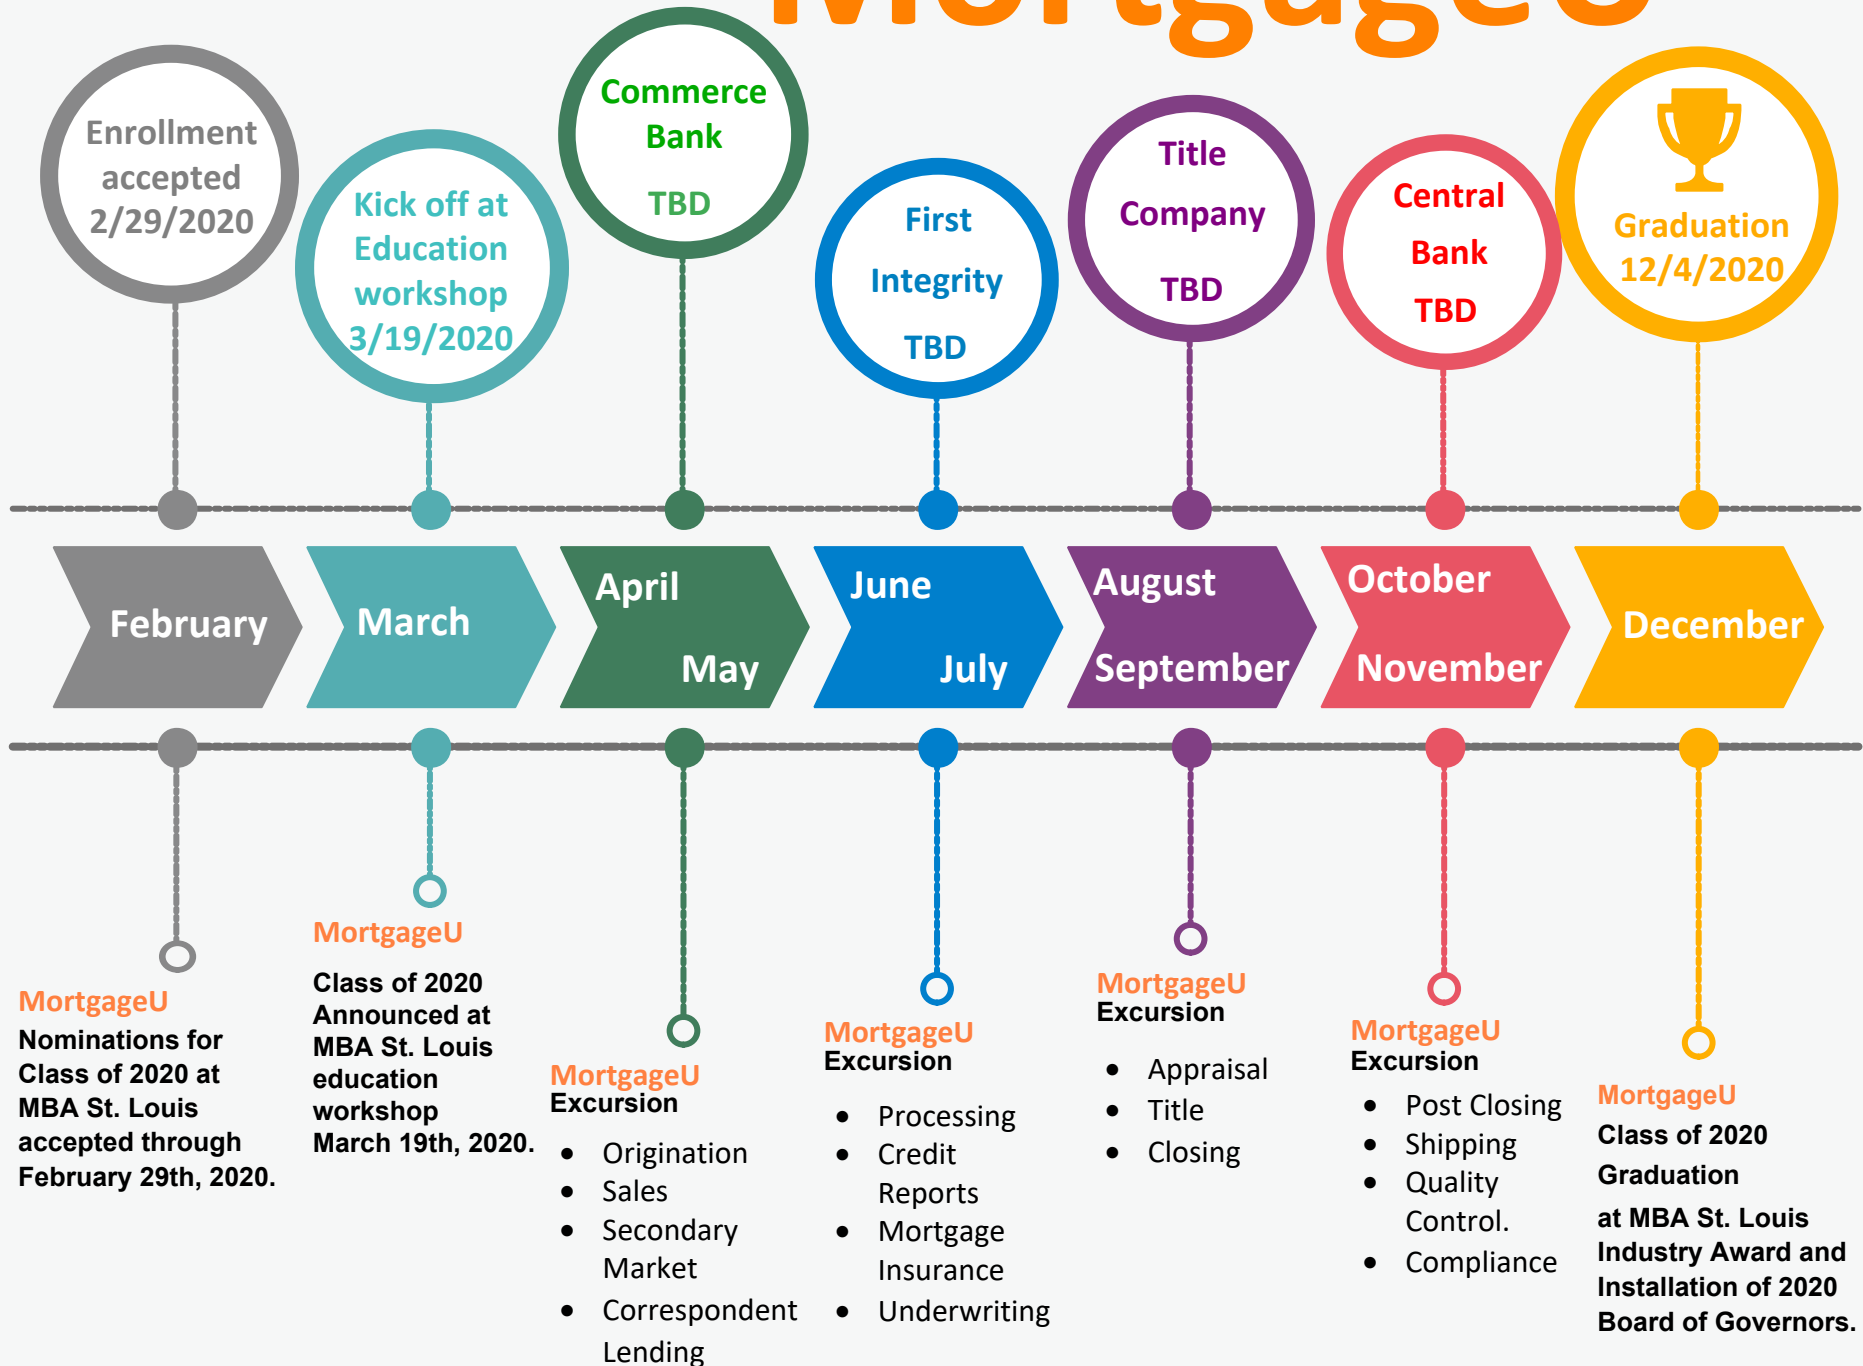 MortgageU
Enrollment
accepted
2/29/2020
Kick off at
Education
workshop
3/19/2020
Commerce
Bank
TBD
First
Integrity
TBD
Title
Company
TBD
Central
Bank
TBD
Graduation
12/4/2020
February
March
April
May
June
July
August
September
October
November
December
MortgageU
Nominations for
Class of 2020 at
MBA St. Louis
accepted through
February 29th, 2020.
MortgageU
Class of 2020
Announced at
MBA St. Louis
education
workshop
March 19th, 2020.
MortgageU
Excursion
• Origination
• Sales
• Secondary
Market
• Correspondent
Lending
MortgageU
Excursion
• Processing
• Credit
Reports
• Mortgage
Insurance
• Underwriting
MortgageU
Excursion
• Appraisal
• Title
• Closing
MortgageU
Excursion
• Post Closing
• Shipping
• Quality
Control.
• Compliance
MortgageU
Class of 2020
Graduation
at MBA St. Louis
Industry Award and
Installation of 2020
Board of Governors.